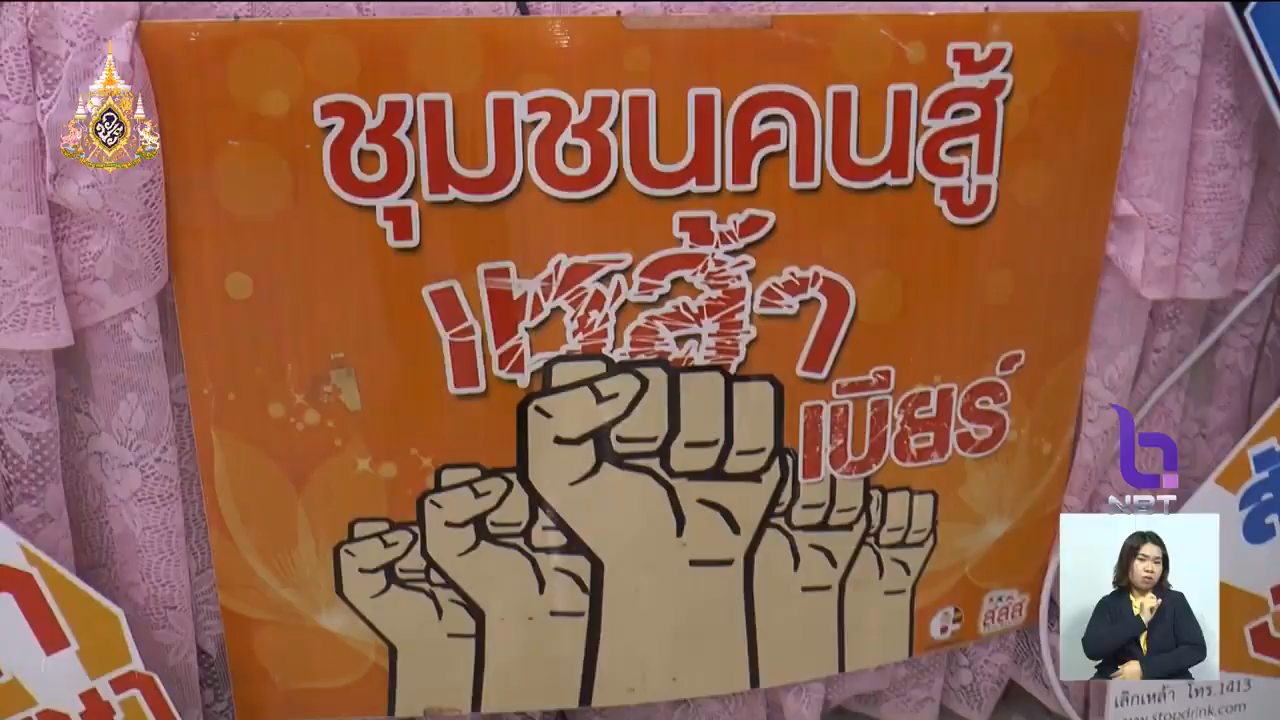 ชุมชนคนสู้
เหล้า
เบียร์
สสส
NBT
เลิกเหล้า โทร.1413
www.stopdrink.com